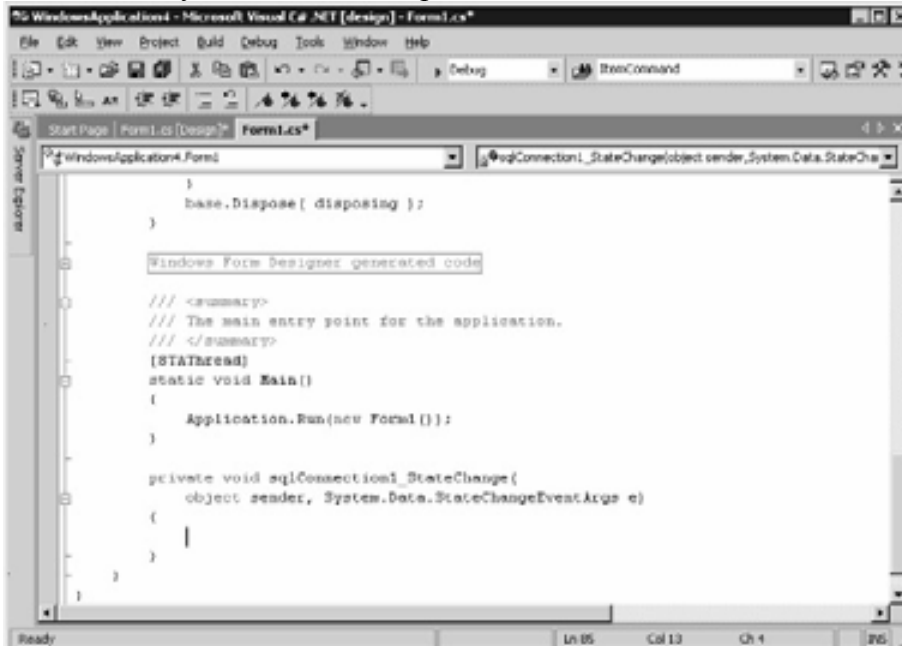 WindowsApplication4 - Microsoft Visual C# .NET [design] - Form1.cs*
File Edit View Project Build Debug Tools Window Help
Debug ItemCommand
Start Page Form1.cs [Design]* Form1.cs*
WindowsApplication4.Form1 sqlConnection1_StateChange(object sender,System.Data.StateCha
Server Explorer
}
base.Dispose( disposing );
}
Windows Form Designer generated code
/// <summary>
/// The main entry point for the application.
/// </summary>
[STAThread]
static void Main()
{
Application.Run(new Form1());
}
private void sqlConnection1_StateChange(
object sender, System.Data.StateChangeEventArgs e)
{
}
}
}
Ready Ln 85 Col 13 Ch 4 INS